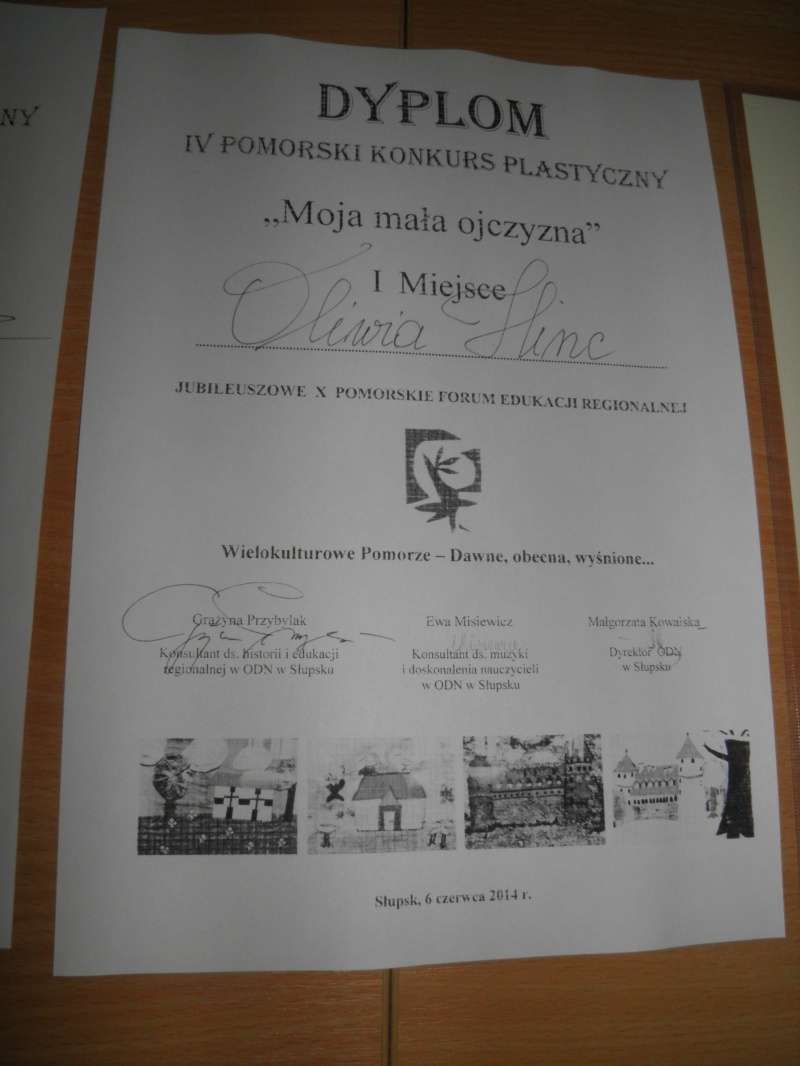 NY
DYPLOM
IV POMORSKI KONKURS PLASTYCZNY
„Moja mała ojczyzna”
I Miejsce
Oliwia Hinc
JUBILEUSZOWE X POMORSKIE FORUM EDUKACJI REGIONALNEJ
Wielokulturowe Pomorze – Dawne, obecna, wyśnione...
Grażyna Przybylak
Konsultant ds. historii i edukacji
regionalnej w ODN w Słupsku
Ewa Misiewicz
Konsultant ds. muzyki
i doskonalenia nauczycieli
w ODN w Słupsku
Małgorzata Kowalska
Dyrektor ODN
w Słupsku
Słupsk, 6 czerwca 2014 r.